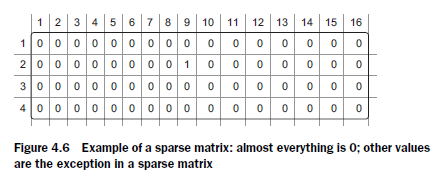 1 2 3 4 5 6 7 8 9 10 11 12 13 14 15 16
1 0 0 0 0 0 0 0 0 0 0 0 0 0 0 0 0
2 0 0 0 0 0 0 0 0 1 0 0 0 0 0 0 0
3 0 0 0 0 0 0 0 0 0 0 0 0 0 0 0 0
4 0 0 0 0 0 0 0 0 0 0 0 0 0 0 0 0
Figure 4.6 Example of a sparse matrix: almost everything is 0; other values
are the exception in a sparse matrix